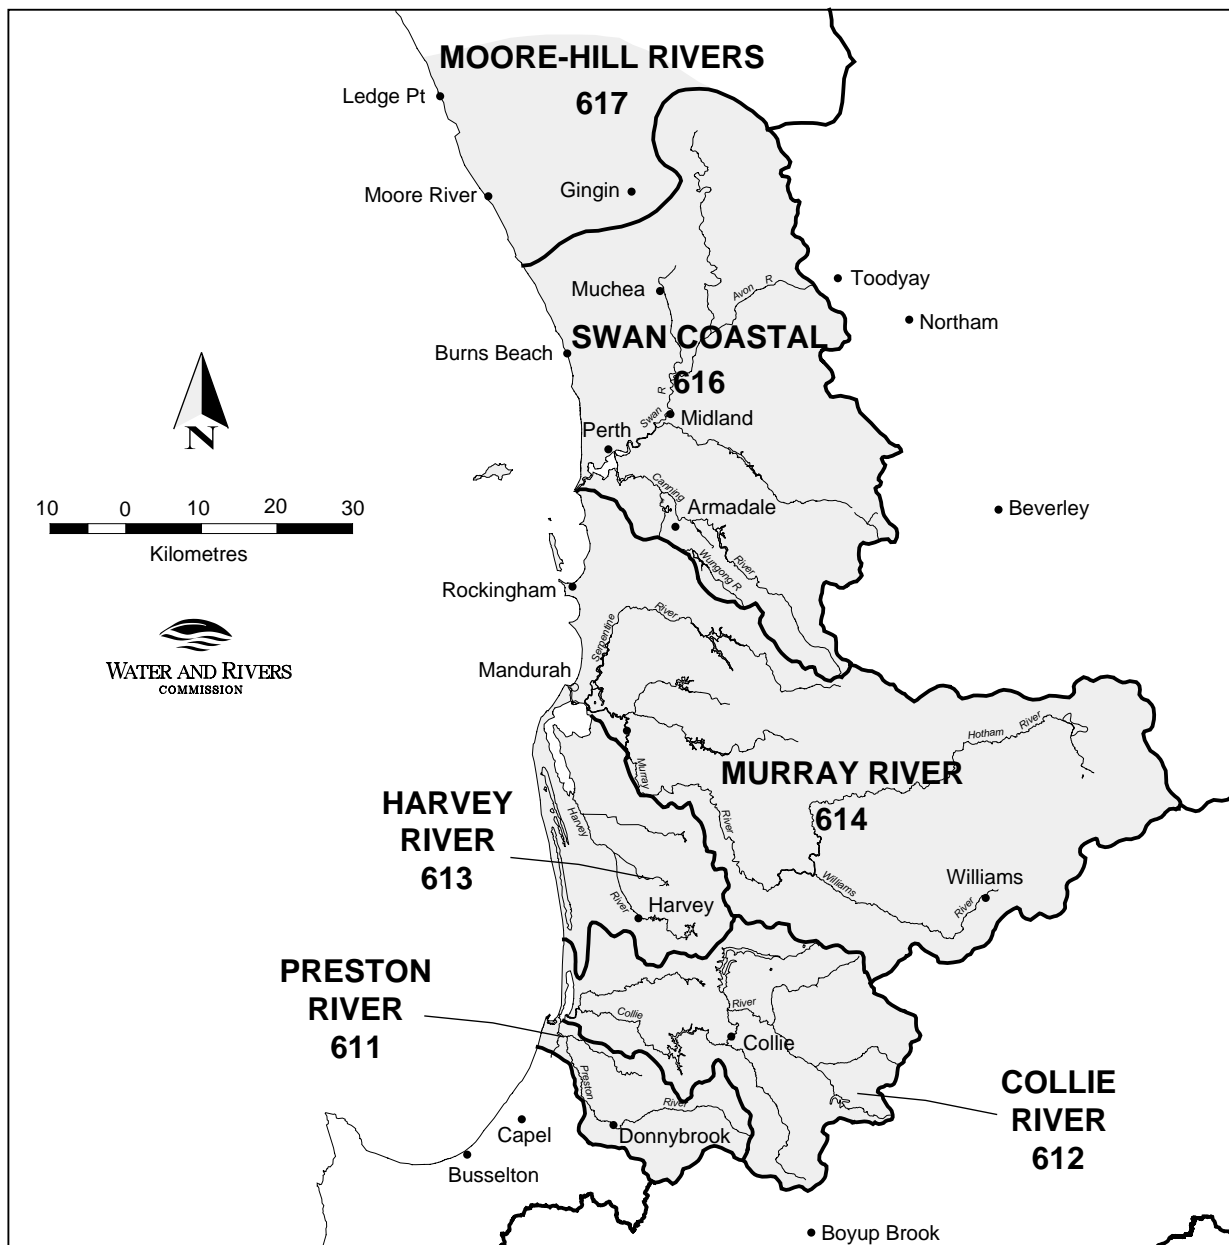 MOORE-HILL RIVERS
617
Ledge Pt
Moore River
Gingin
Toodyay
Muchea
Avon R
Northam
SWAN COASTAL
Burns Beach
616
R
Swan
Midland
Perth
N
Canning
10 0 10 20 30
Kilometres
Armadale
Beverley
River
Wungong R
Rockingham
Serpentine
River
WATER AND RIVERS
COMMISSION
Mandurah
Hotham
River
Murray
MURRAY RIVER
614
HARVEY
RIVER
613
Harvey
River
Williams
Williams
River
River
Harvey
PRESTON
RIVER
611
River
Collie
Collie
COLLIE
RIVER
612
Preston
River
Donnybrook
Capel
Busselton
Boyup Brook